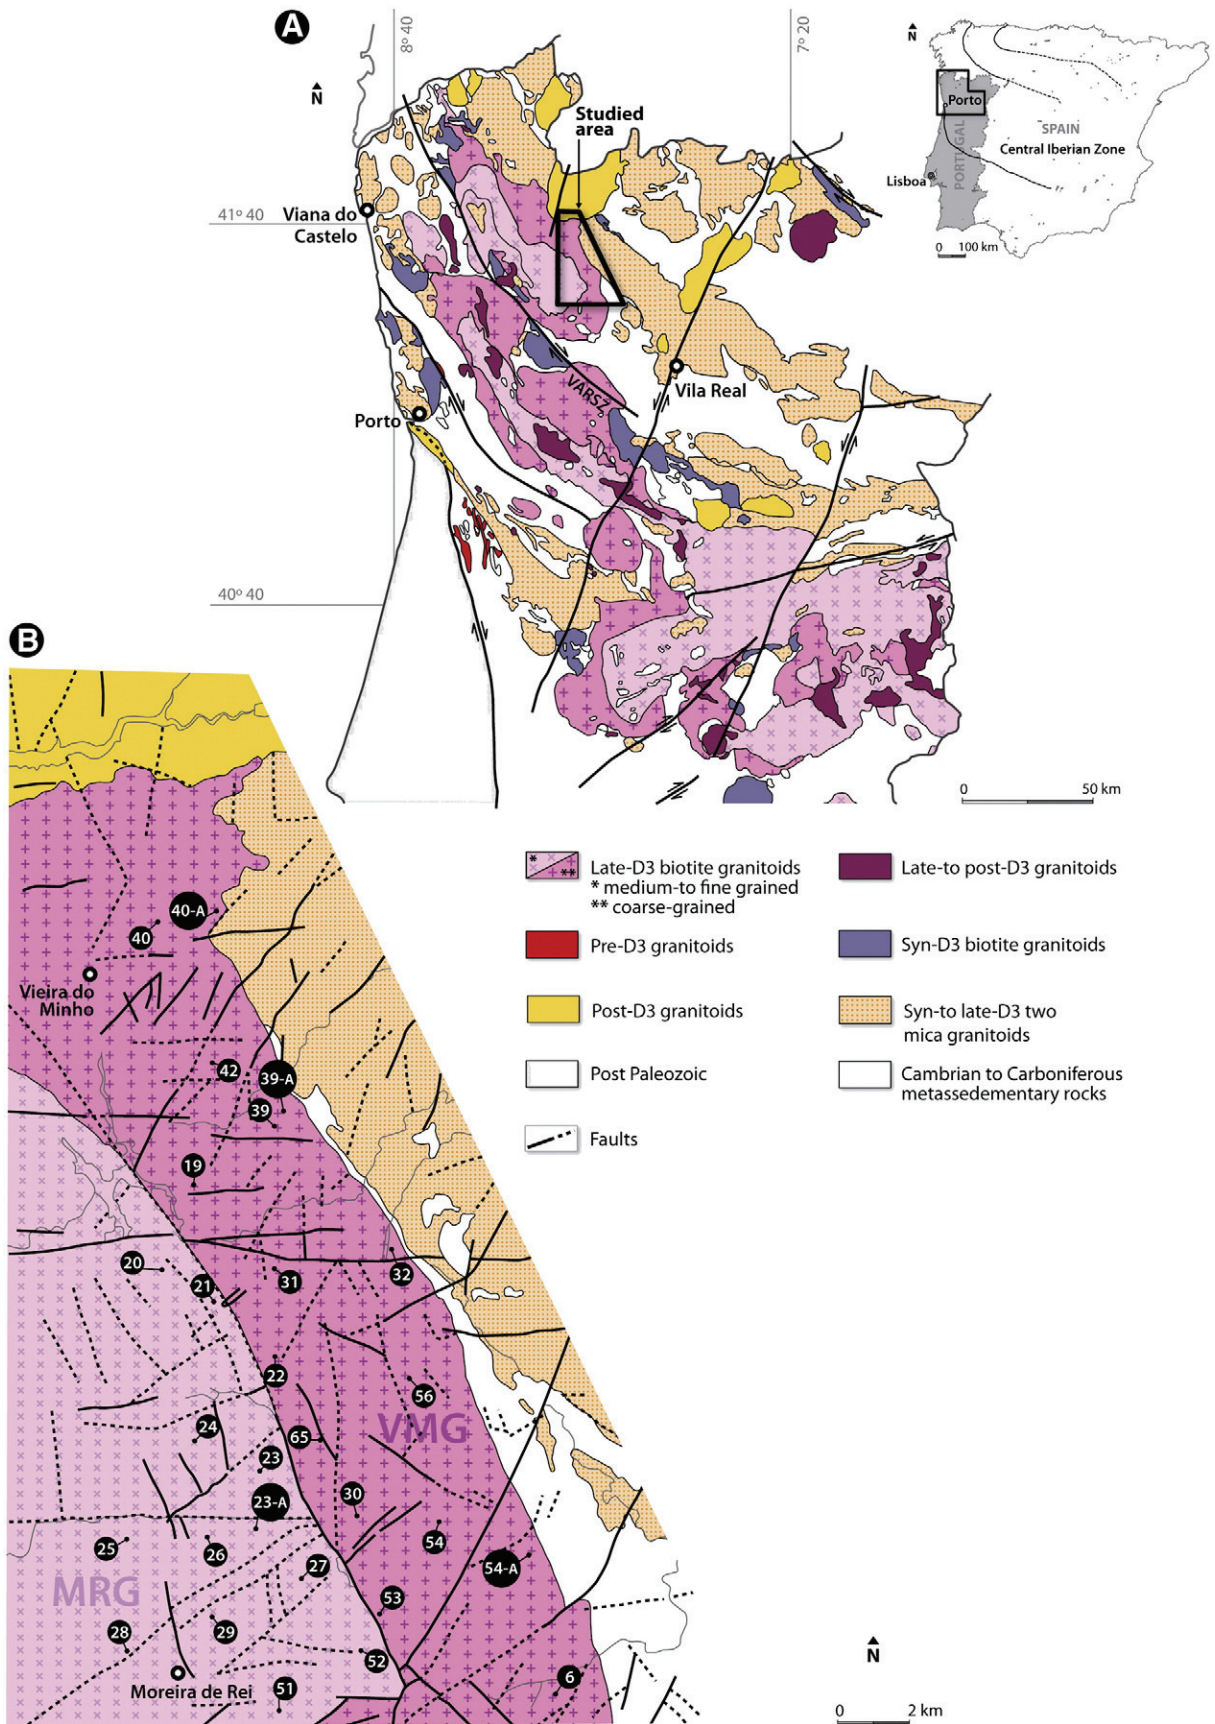 A
8º 40
7º 20
N
Studied
area
N
Porto
PORTUGAL
SPAIN
Central Iberian Zone
Lisboa
0 100 km
41º 40
Viana do
Castelo
VARSZ
Vila Real
Porto
40º 40
0 50 km
B
40-A
40
Vieira do
Minho
42
39-A
39
19
20
21
31
32
22
56
VMG
24
65
23
23-A
30
25
26
54
27
54-A
MRG
53
28
29
52
6
Moreira de Rei
51
N
0 2 km
* ** Late-D3 biotite granitoids
* medium-to fine grained
** coarse-grained
Late-to post-D3 granitoids
Pre-D3 granitoids
Syn-D3 biotite granitoids
Post-D3 granitoids
Syn-to late-D3 two
mica granitoids
Post Paleozoic
Cambrian to Carboniferous
metassedementary rocks
Faults